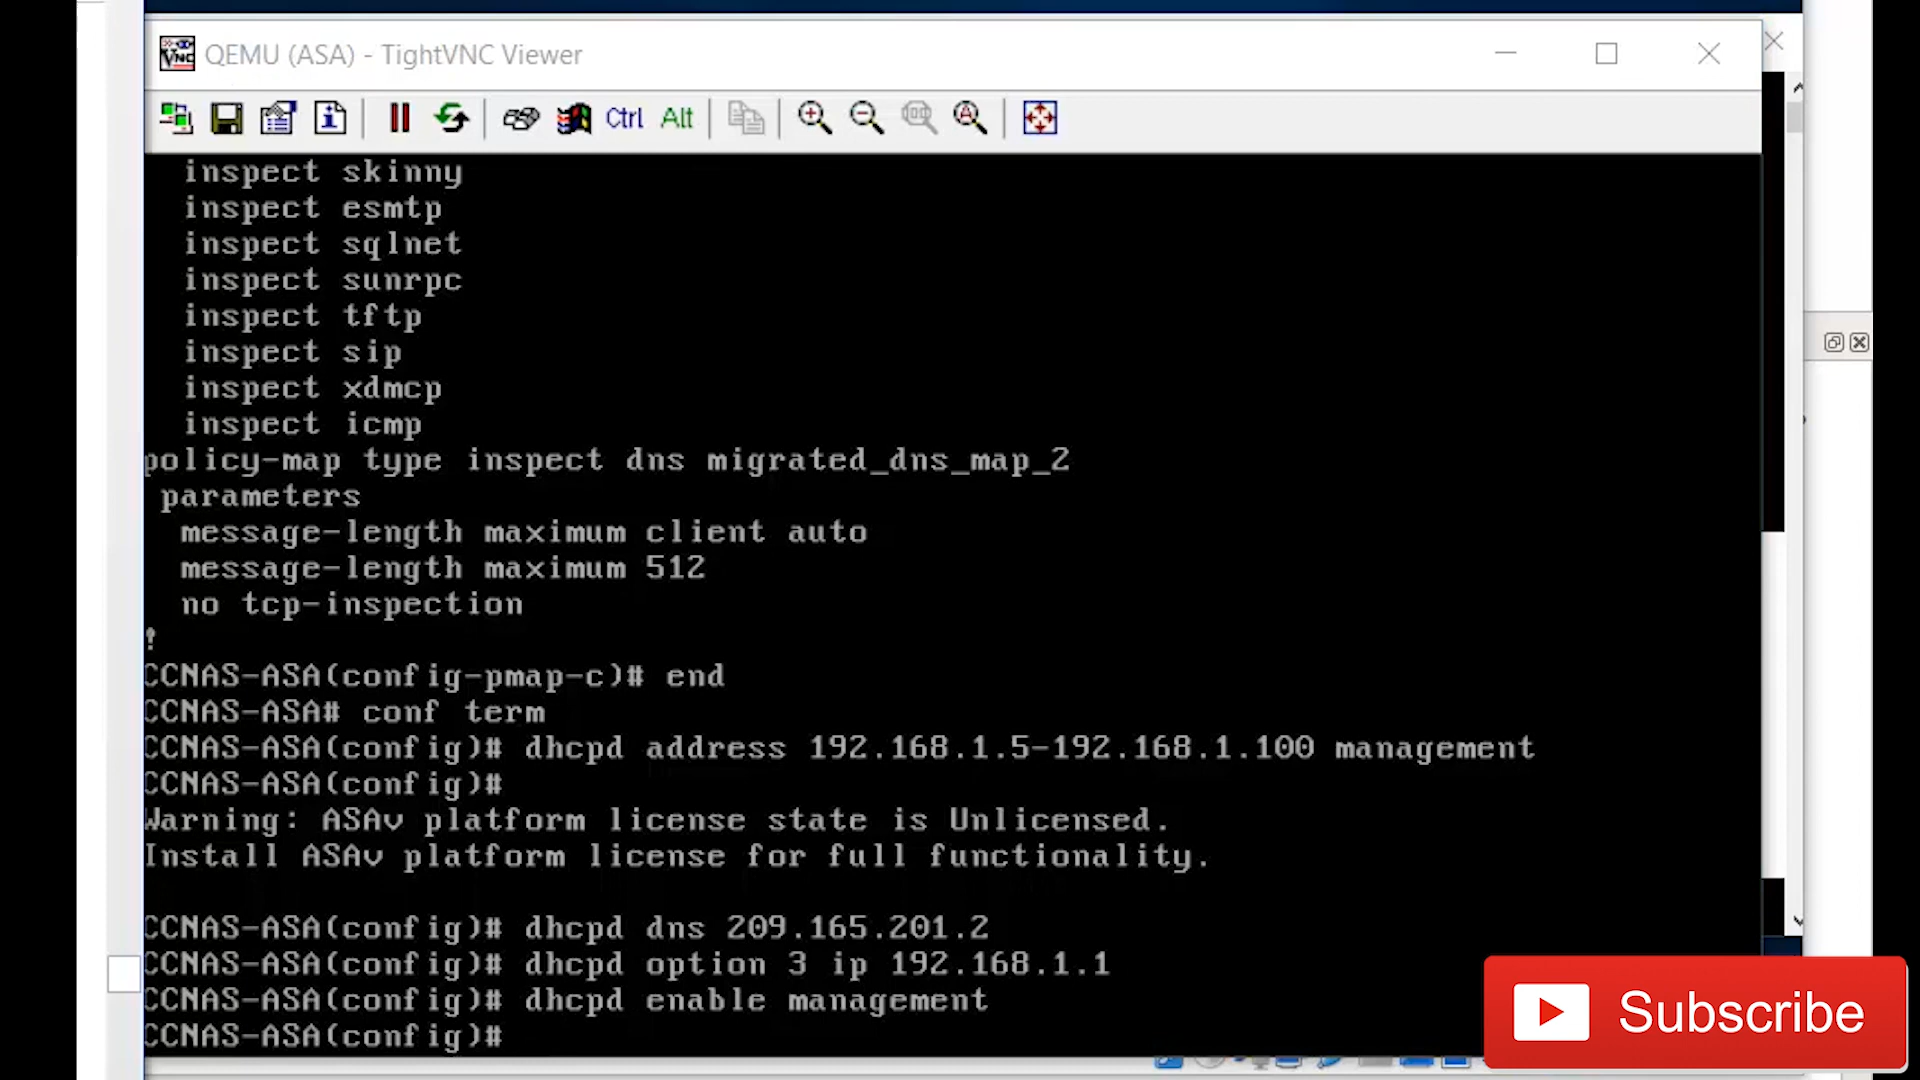 QEMU (ASA) - TightVNC Viewer
Ctrl Alt
inspect skinny
inspect esmtp
inspect sqlnet
inspect sunrpc
inspect tftp
inspect sip
inspect xdmcp
inspect icmp
policy-map type inspect dns migrated_dns_map_2
parameters
message-length maximum client auto
message-length maximum 512
no tcp-inspection
!
CCNAS-ASA(config-pmap-c)# end
CCNAS-ASA# conf term
CCNAS-ASA(config)# dhcpd address 192.168.1.5-192.168.1.100 management
CCNAS-ASA(config)#
Warning: ASAv platform license state is Unlicensed.
Install ASAv platform license for full functionality.
CCNAS-ASA(config)# dhcpd dns 209.165.201.2
CCNAS-ASA(config)# dhcpd option 3 ip 192.168.1.1
CCNAS-ASA(config)# dhcpd enable management
CCNAS-ASA(config)#
Subscribe